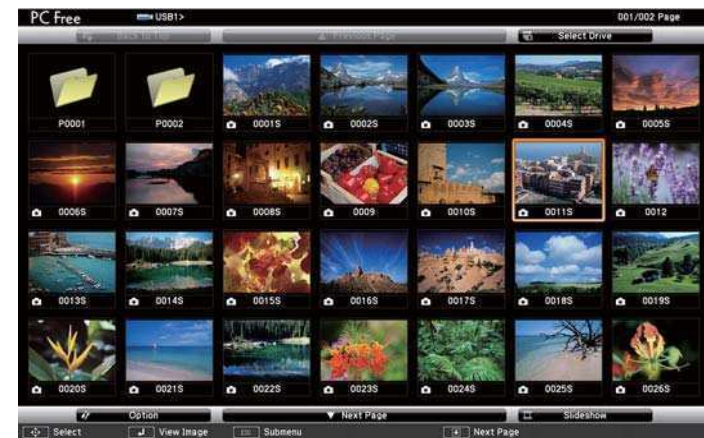 PC Free USB1> 001/002 Page
Back to Top ▲ Previous Page Select Drive
P0001 P0002 0001S 0002S 0003S 0004S 0005S
0006S 0007S 0008S 0009 0010S 0011S 0012
0013S 0014S 0015S 0016S 0017S 0018S 0019S
0020S 0021S 0022S 0023S 0024S 0025S 0026S
Option ▼ Next Page Slideshow
Select View Image Esc Submenu Next Page